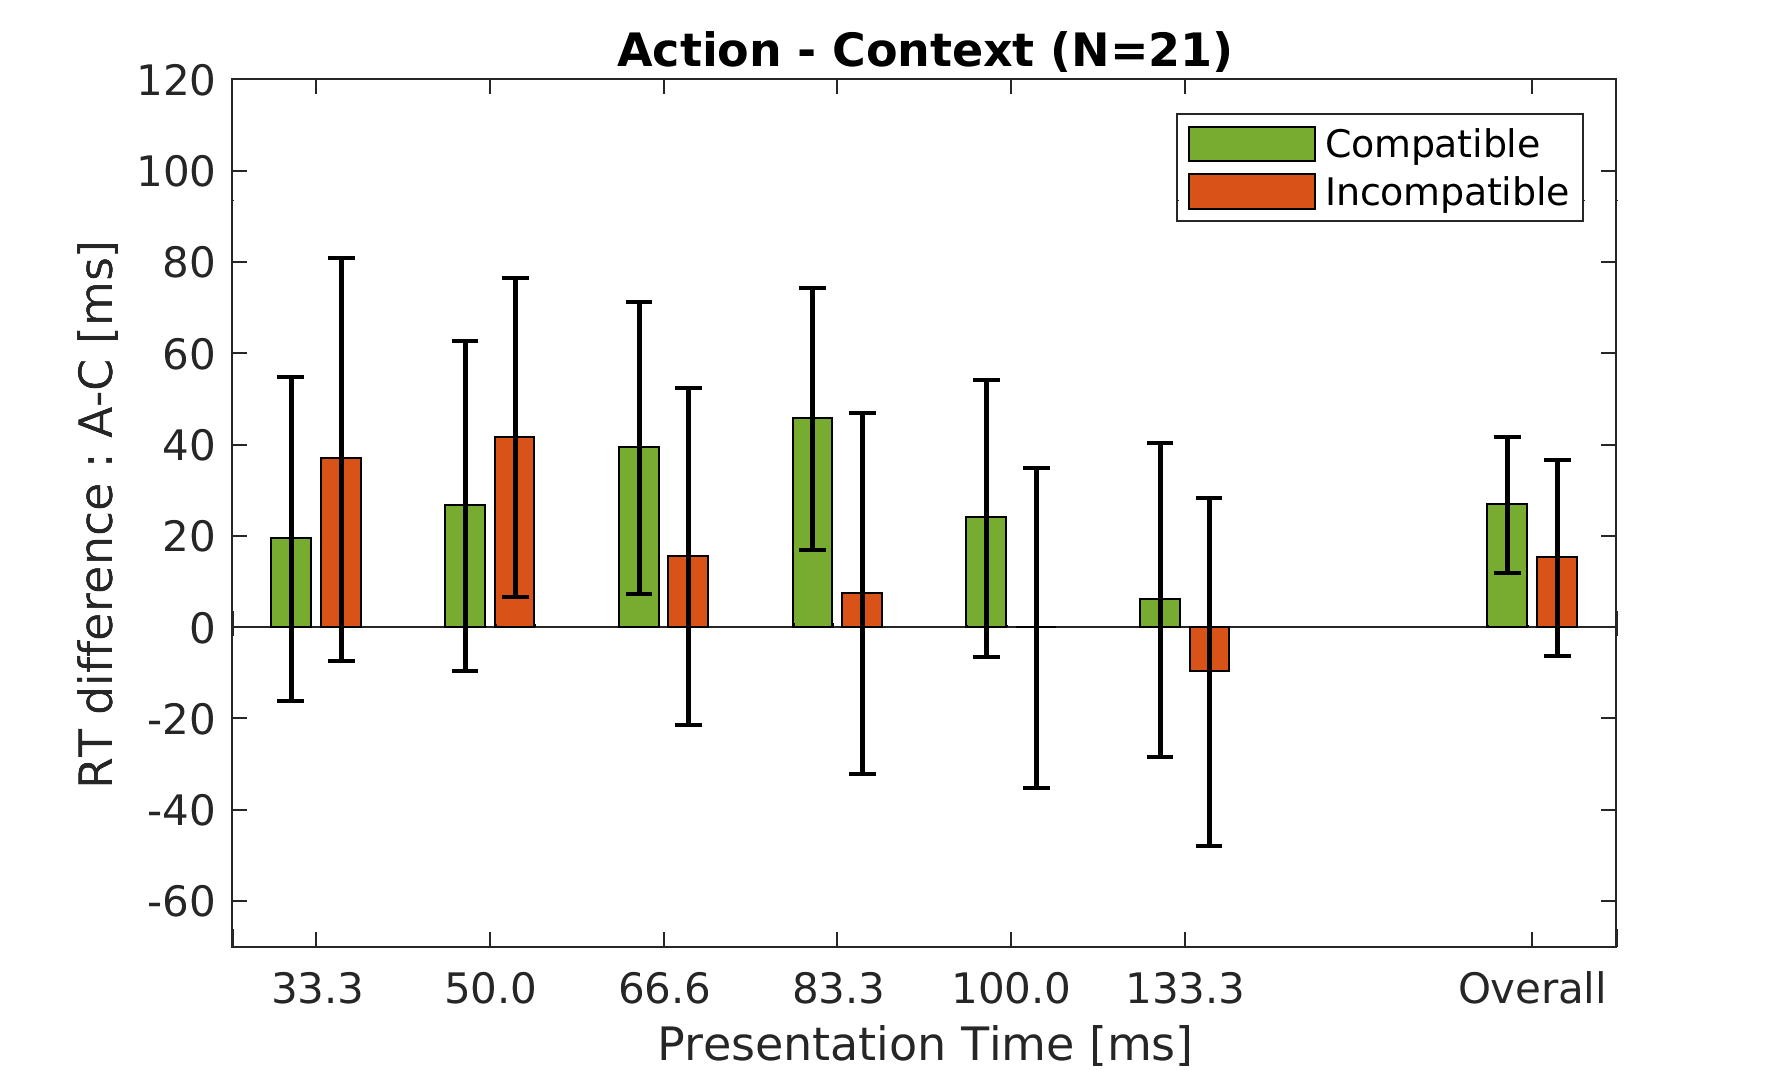 Action - Context (N=21)
120
100
80
60
40
20
0
-20
-40
-60
RT difference : A-C [ms]
Compatible
Incompatible
33.3 50.0 66.6 83.3 100.0 133.3 Overall
Presentation Time [ms]